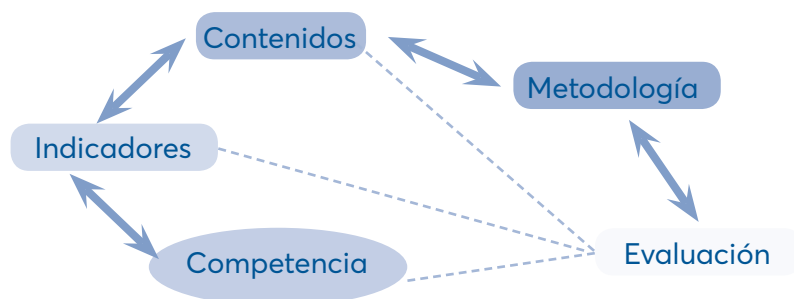 Contenidos
Metodología
Indicadores
Evaluación
Competencia